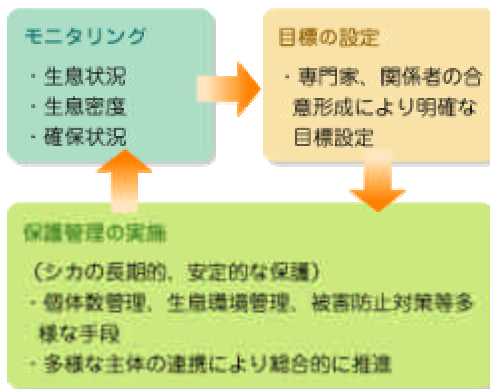 モニタリング
・生息状況
・生息密度
・確保状況
目標の設定
・専門家、関係者の合
意形成により明確な
目標設定
保護管理の実施
（シカの長期的、安定的な保護）
・個体数管理、生息環境管理、被害防止対策等多
様な手段
・多様な主体の連携により総合的に推進